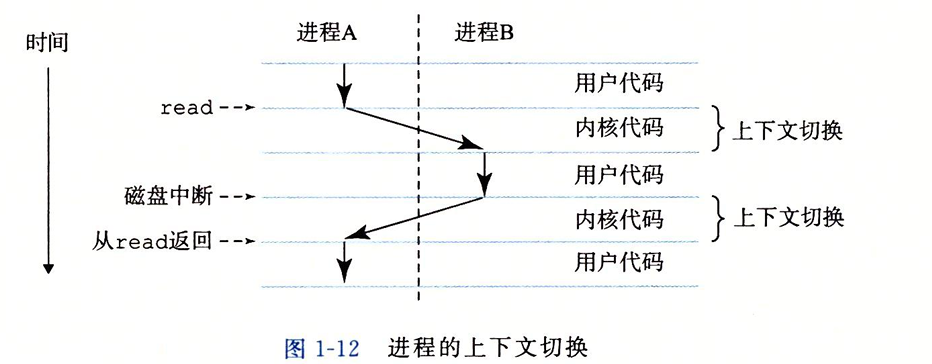 进程A
进程B
时间
用户代码
read
内核代码
上下文切换
用户代码
磁盘中断
内核代码
上下文切换
从read返回
用户代码
图 1-12 进程的上下文切换